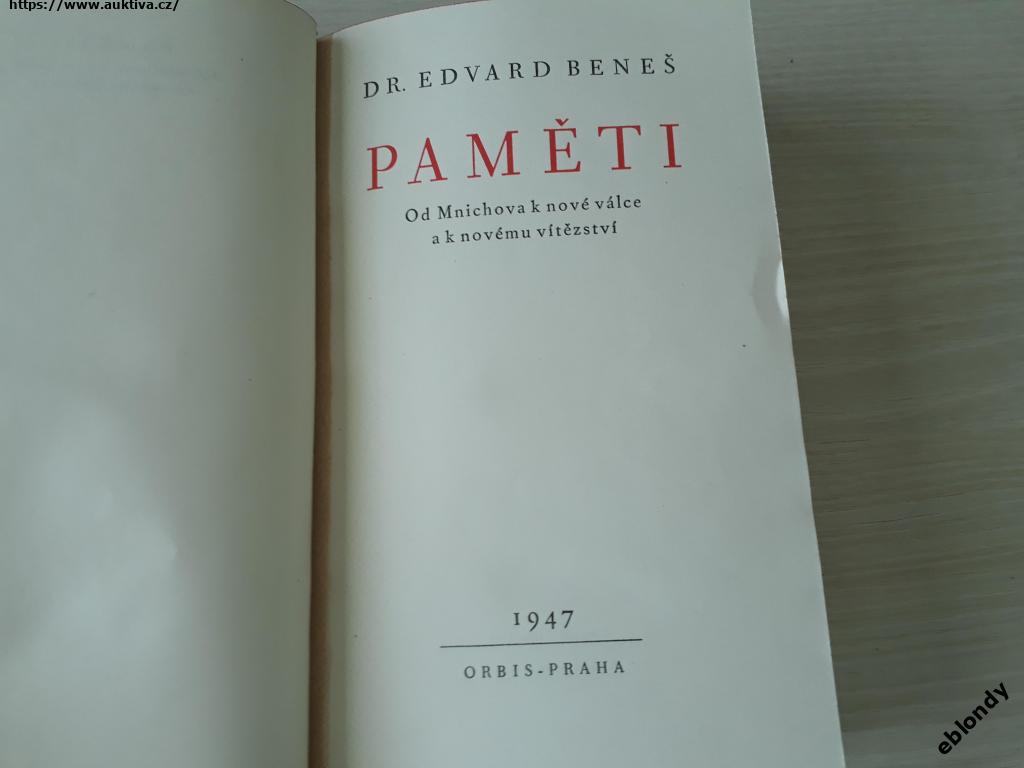 https://www.auktiva.cz/
DR. EDVARD BENEŠ
PAMĚTI
Od Mnichova k nové válce
a k novému vítězství
1947
ORBIS-PRAHA
eblondy